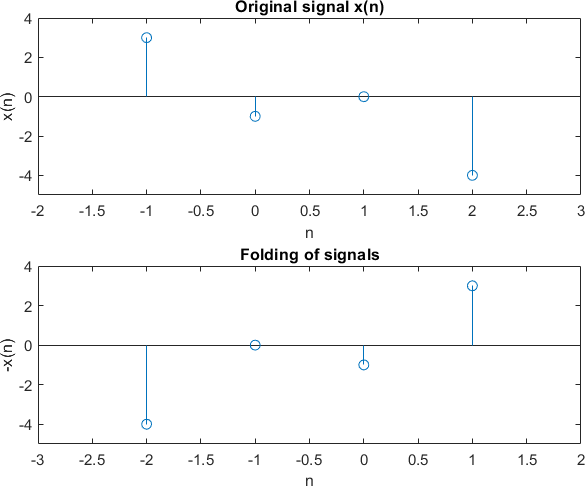 Original signal x(n)
4
2
0
-2
-4
x(n)
-2 -1.5 -1 -0.5 0 0.5 1 1.5 2 2.5 3
n
Folding of signals
4
2
0
-2
-4
-x(n)
-3 -2.5 -2 -1.5 -1 -0.5 0 0.5 1 1.5 2
n